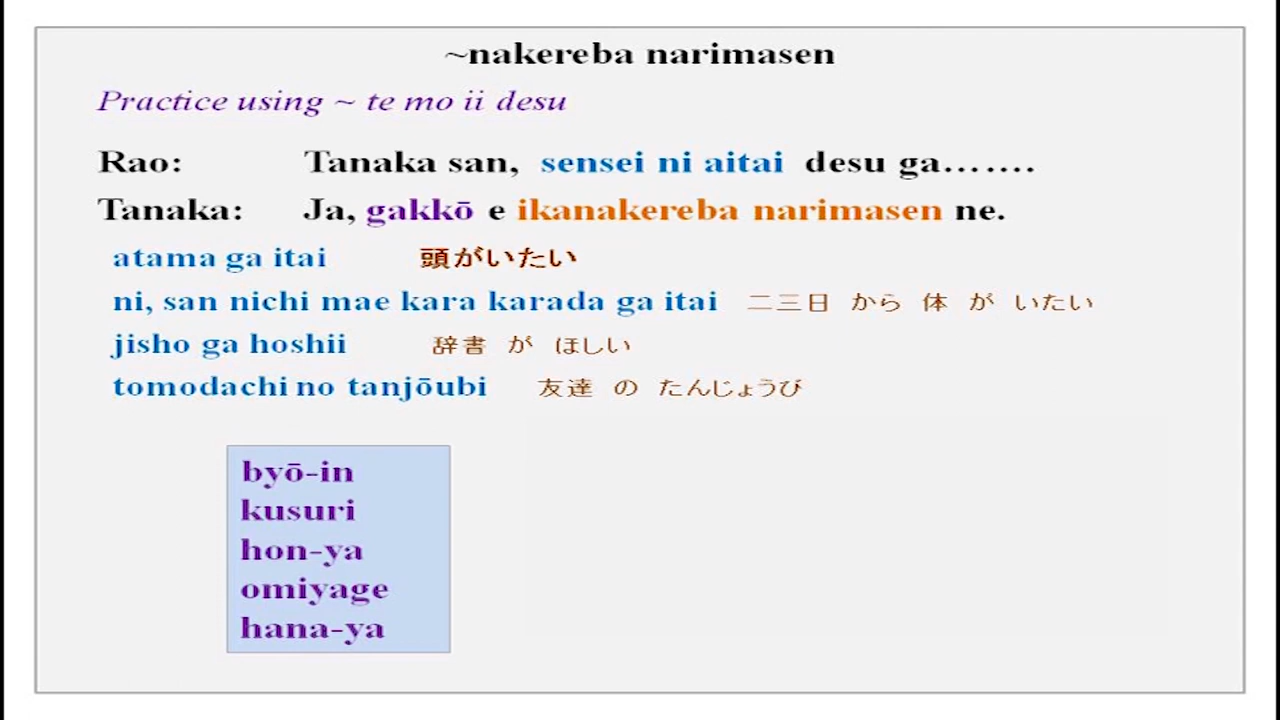 ~nakereba narimasen
Practice using ~ te mo ii desu
Rao: Tanaka san, sensei ni aitai desu ga.......
Tanaka: Ja, gakkō e ikanakereba narimasen ne.
atama ga itai 頭がいたい
ni, san nichi mae kara karada ga itai 二三日 から 体 が いたい
jisho ga hoshii 辞書 が ほしい
tomodachi no tanjōubi 友達 の たんじょうび
byō-in
kusuri
hon-ya
omiyage
hana-ya